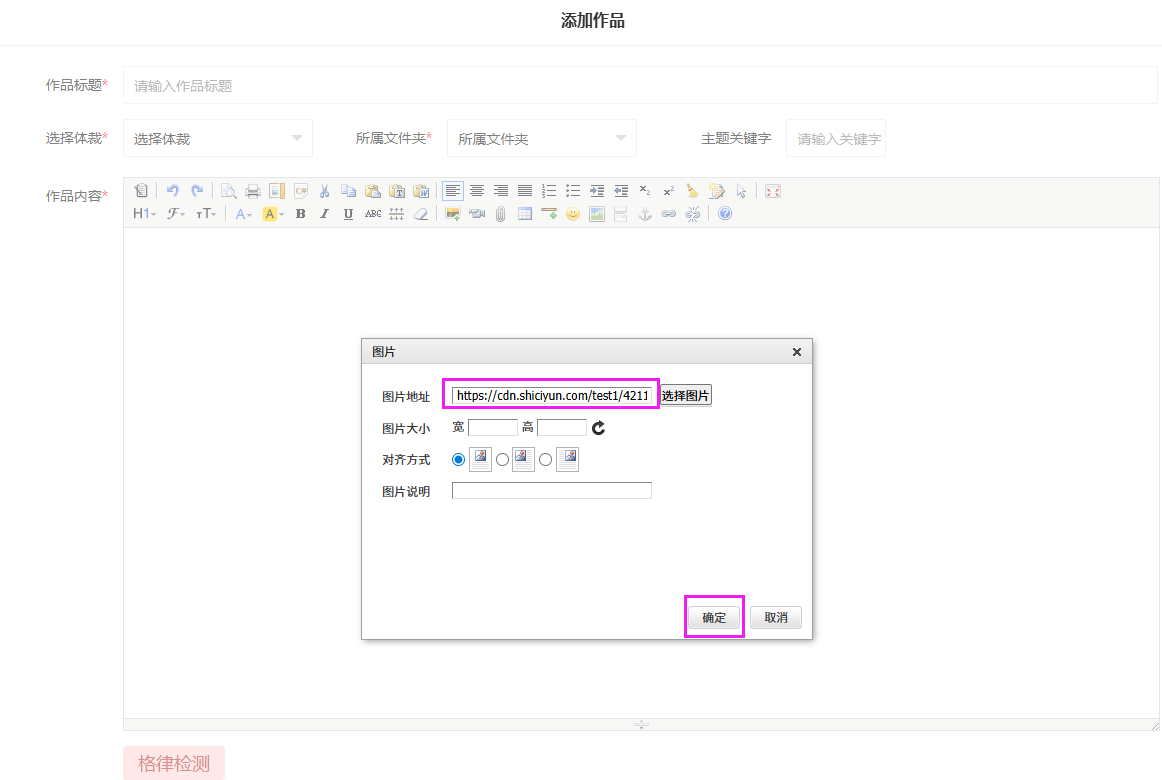 添加作品
作品标题* 请输入作品标题
选择体裁* 选择体裁 所属文件夹* 所属文件夹 主题关键字 请输入关键字
作品内容*
C#
H1 F тT A A B I U ABC
图片
图片地址 https://cdn.shiciyun.com/test1/4211 选择图片
图片大小 宽 高
对齐方式
图片说明
确定 取消
格律检测